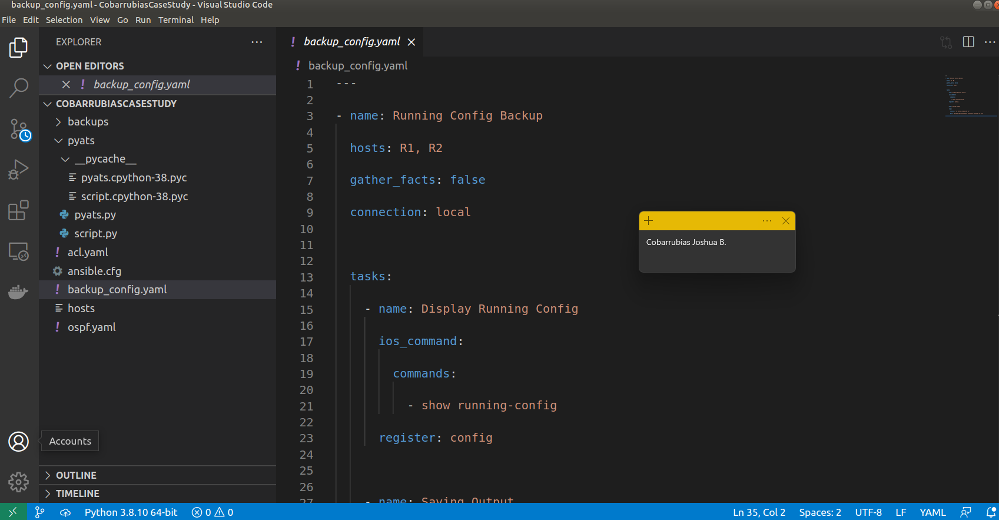 backup_config.yaml - CobarrubiasCaseStudy - Visual Studio Code
File Edit Selection View Go Run Terminal Help
EXPLORER
OPEN EDITORS
backup_config.yaml
COBARRUBIASCASESTUDY
backups
pyats
__pycache__
pyats.cpython-38.pyc
script.cpython-38.pyc
pyats.py
script.py
acl.yaml
ansible.cfg
backup_config.yaml
hosts
ospf.yaml
Accounts
OUTLINE
TIMELINE
backup_config.yaml
backup_config.yaml
1 ---
2
3 - name: Running Config Backup
4
5 hosts: R1, R2
6
7 gather_facts: false
8
9 connection: local
10
11
12
13 tasks:
14
15 - name: Display Running Config
16
17 ios_command:
18
19 commands:
20
21 - show running-config
22
23 register: config
24
25
26
27 - name: Saving Output
Cobarrubias Joshua B.
Python 3.8.10 64-bit 0 0 Ln 35, Col 2 Spaces: 2 UTF-8 LF YAML